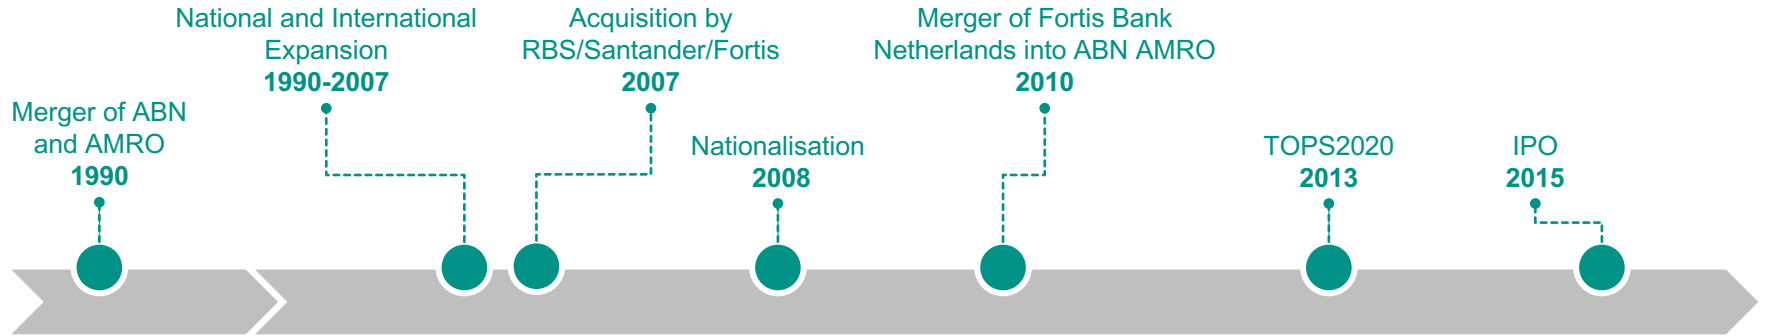 Merger of ABN
and AMRO
1990
National and International
Expansion
1990-2007
Acquisition by
RBS/Santander/Fortis
2007
Nationalisation
2008
Merger of Fortis Bank
Netherlands into ABN AMRO
2010
TOPS2020
2013
IPO
2015